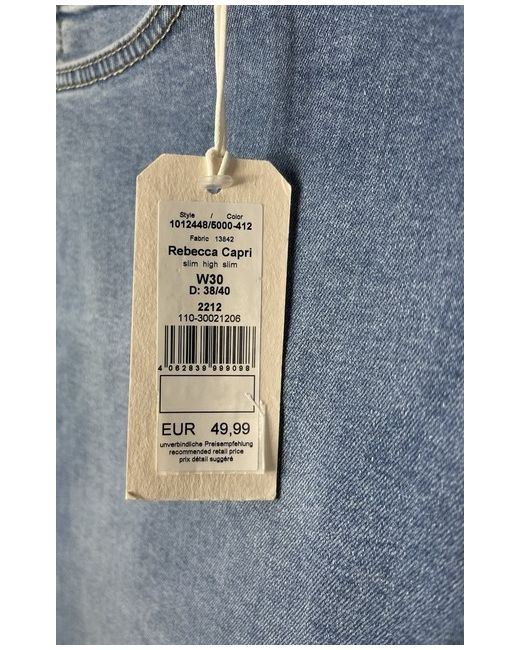 Style / Color
1012448/5000-412
Fabric 13842
Rebecca Capri
slim high slim
W30
D: 38/40
2212
110-30021206
4 062839 999098
EUR 49,99
unverbindliche Preisempfehlung
recommended retail price
prix détail suggéré